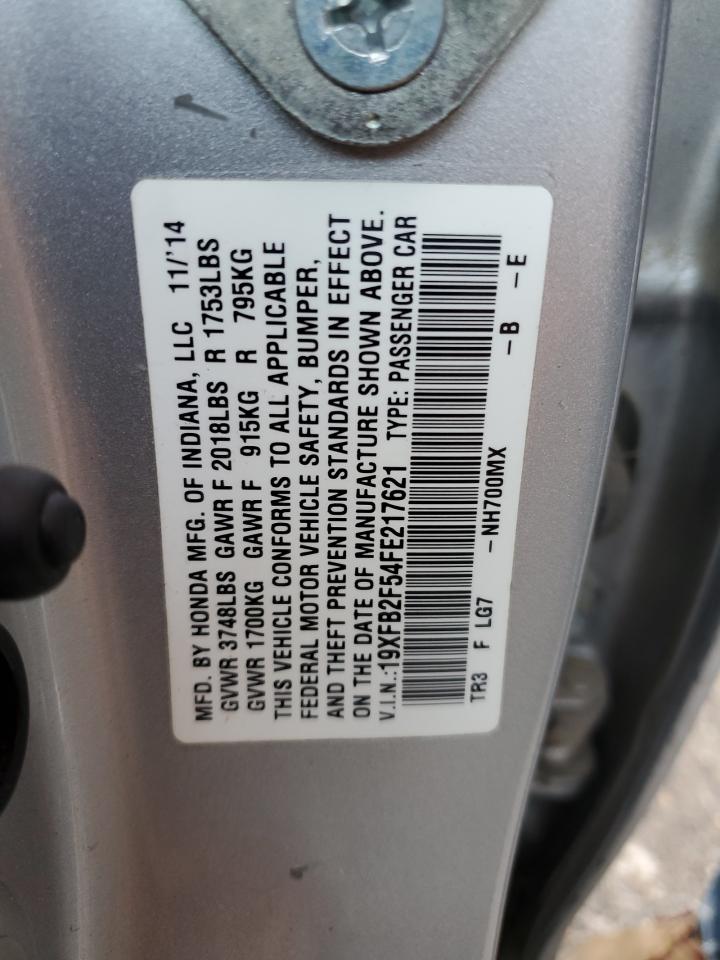 MFD. BY HONDA MFG. OF INDIANA, LLC 11/'14
GVWR 3748LBS GAWR F 2018LBS R 1753LBS
GVWR 1700KG GAWR F 915KG R 795KG
THIS VEHICLE CONFORMS TO ALL APPLICABLE
FEDERAL MOTOR VEHICLE SAFETY, BUMPER,
AND THEFT PREVENTION STANDARDS IN EFFECT
ON THE DATE OF MANUFACTURE SHOWN ABOVE.
V.I.N.:19XFB2F54FE217621 TYPE: PASSENGER CAR
TR3 F LG7 -NH700MX -B -E